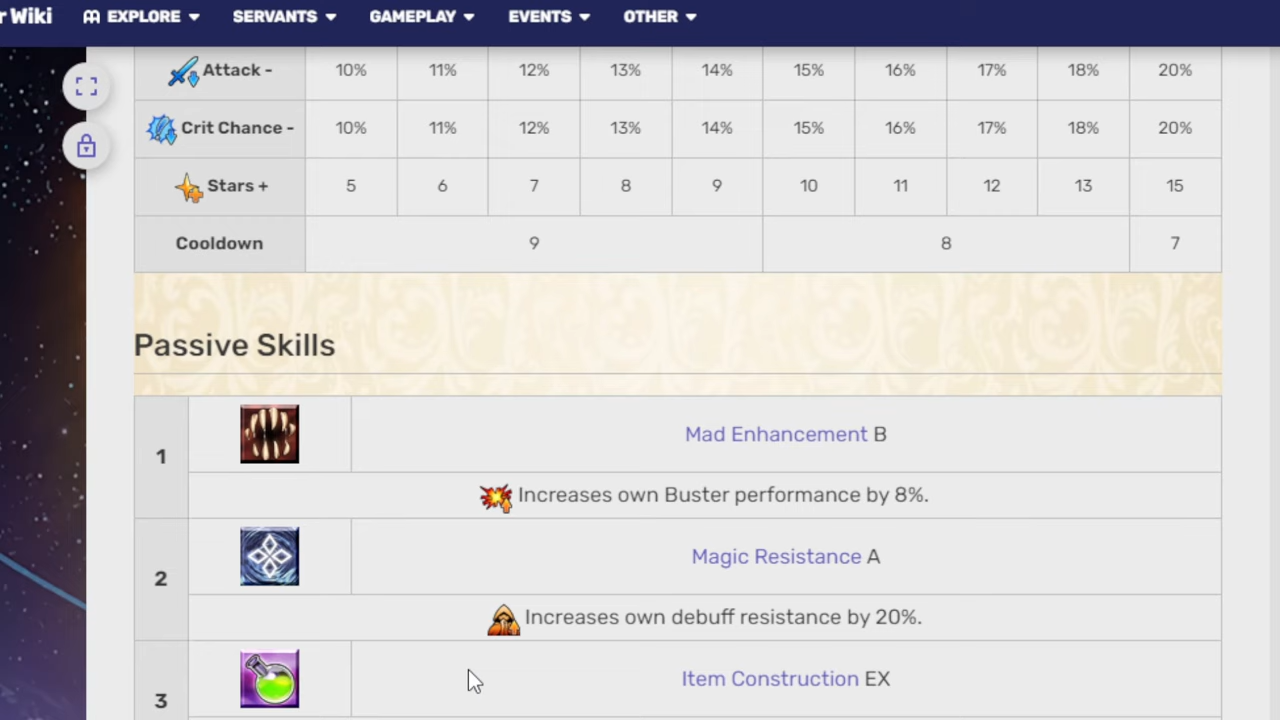 r Wiki EXPLORE SERVANTS GAMEPLAY EVENTS OTHER
Attack - 10% 11% 12% 13% 14% 15% 16% 17% 18% 20%
Crit Chance - 10% 11% 12% 13% 14% 15% 16% 17% 18% 20%
Stars + 5 6 7 8 9 10 11 12 13 15
Cooldown 9 8 7
Passive Skills
1 Mad Enhancement B
Increases own Buster performance by 8%.
2 Magic Resistance A
Increases own debuff resistance by 20%.
3 Item Construction EX